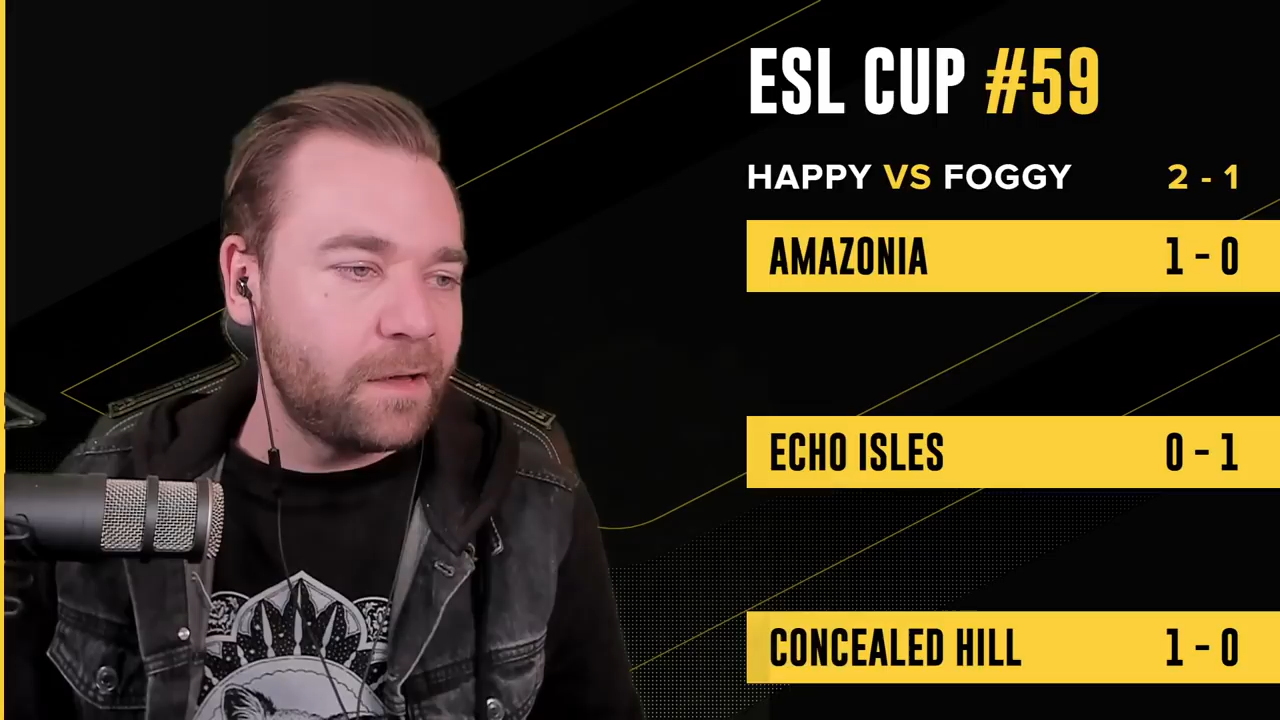 ESL CUP #59
HAPPY VS FOGGY 2 - 1
AMAZONIA 1 - 0
ECHO ISLES 0 - 1
CONCEALED HILL 1 - 0